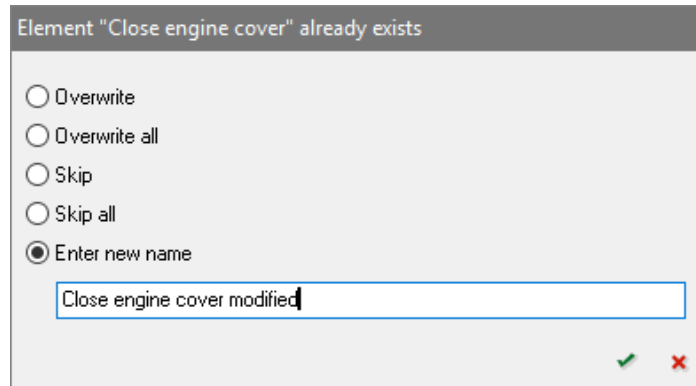 Element "Close engine cover" already exists
Overwrite
Overwrite all
Skip
Skip all
Enter new name
Close engine cover modified